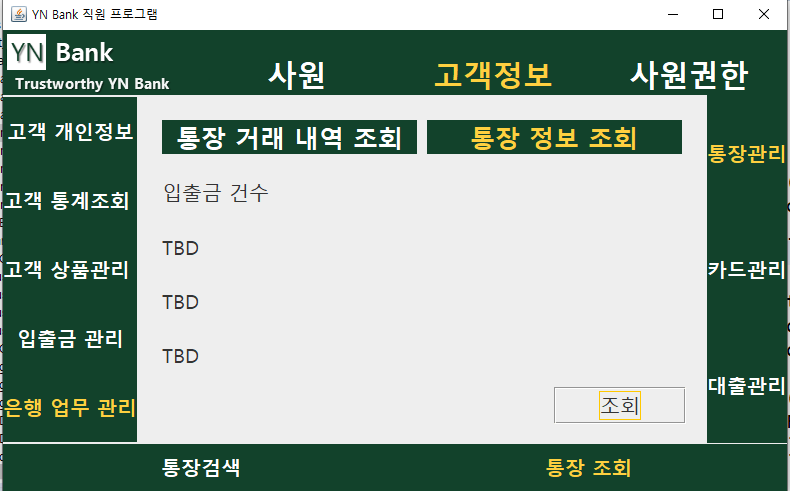 YN Bank 직원 프로그램
YN Bank
Trustworthy YN Bank
사원 고객정보 사원권한
고객 개인정보
고객 통계조회
고객 상품관리
입출금 관리
은행 업무 관리
통장 거래 내역 조회 통장 정보 조회
입출금 건수
TBD
TBD
TBD
조회
통장관리
카드관리
대출관리
통장검색 통장 조회